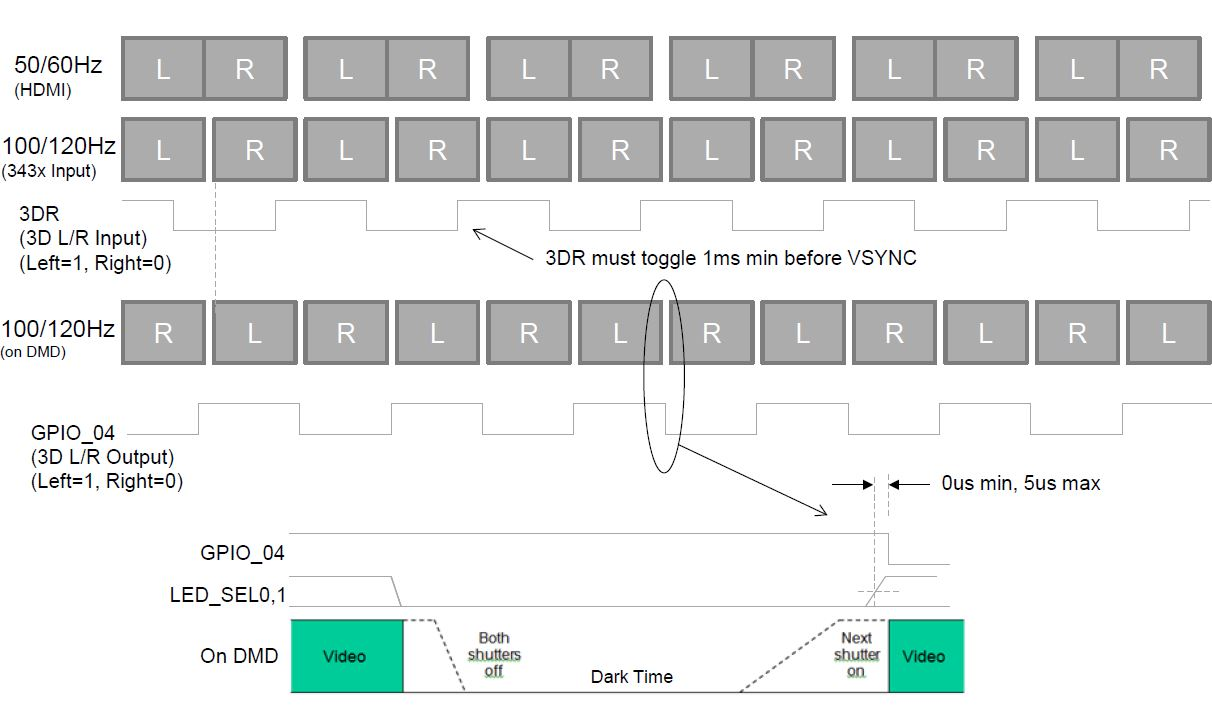 50/60Hz
(HDMI)
L R L R L R L R L R L R
100/120Hz
(343x Input)
L R L R L R L R L R L R
3DR
(3D L/R Input)
(Left=1, Right=0)
3DR must toggle 1ms min before VSYNC
100/120Hz
(on DMD)
R L R L R L R L R L R L
GPIO_04
(3D L/R Output)
(Left=1, Right=0)
0us min, 5us max
GPIO_04
LED_SEL0,1
On DMD
Video
Both
shutters
off
Dark Time
Next
shutter
on
Video